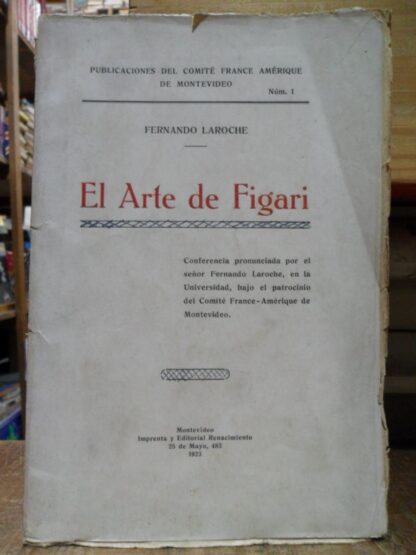 PUBLICACIONES DEL COMITÉ FRANCE AMÉRIQUE
DE MONTEVIDEO
Núm. 1
FERNANDO LAROCHE
El Arte de Figari
Conferencia pronunciada por el
señor Fernando Laroche, en la
Universidad, bajo el patrocinio
del Comité France-Amérique de
Montevideo.
Montevideo
Imprenta y Editorial Renacimiento
25 de Mayo, 483
1923